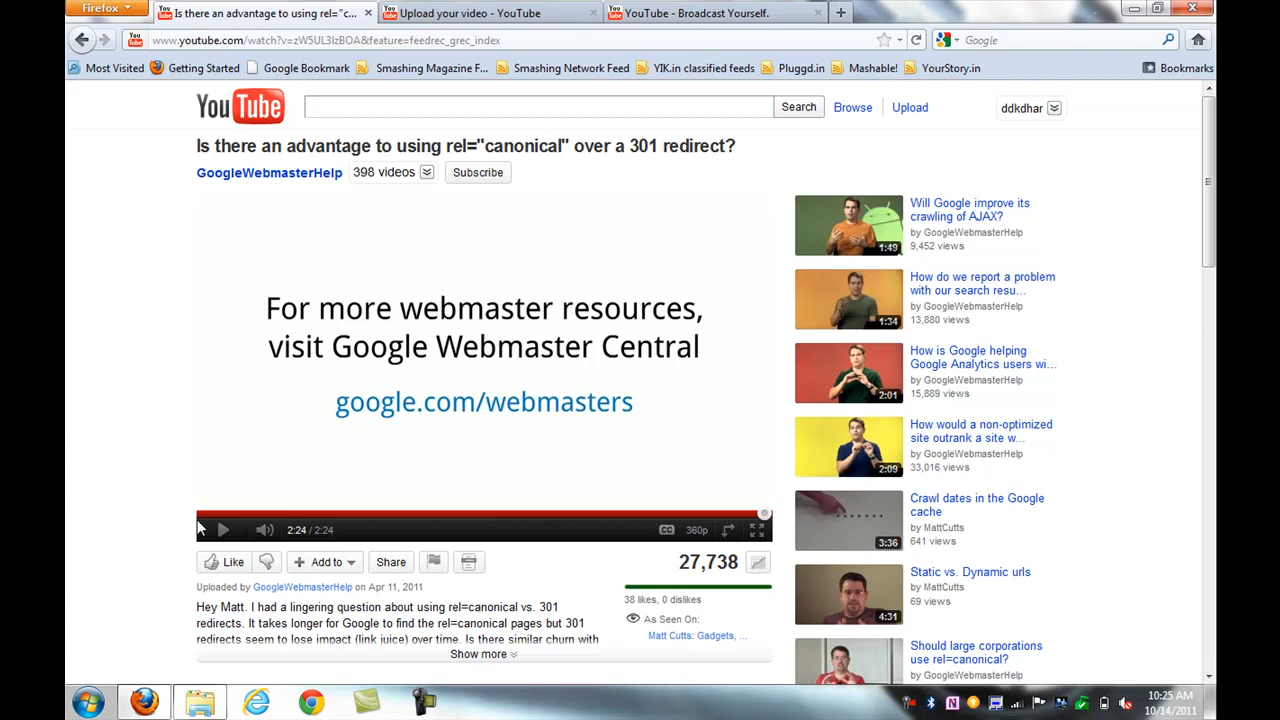 Firefox
Is there an advantage to using rel="c...
Upload your video - YouTube
YouTube - Broadcast Yourself.
www.youtube.com/watch?v=zW5UL3lzBOA&feature=feedrec_grec_index
Google
Most Visited
Getting Started
Google Bookmark
Smashing Magazine F...
Smashing Network Feed
YIK.in classified feeds
Pluggd.in
Mashable!
YourStory.in
Bookmarks
YouTube
Search
Browse
Upload
ddkdhar
Is there an advantage to using rel="canonical" over a 301 redirect?
GoogleWebmasterHelp 398 videos Subscribe
For more webmaster resources,
visit Google Webmaster Central
google.com/webmasters
2:24 / 2:24
CC
360p
Like
Add to
Share
27,738
Uploaded by GoogleWebmasterHelp on Apr 11, 2011
Hey Matt. I had a lingering question about using rel=canonical vs. 301
redirects. It takes longer for Google to find the rel=canonical pages but 301
redirects seem to lose impact (link juice) over time. Is there similar churn with
Show more
38 likes, 0 dislikes
As Seen On:
Matt Cutts: Gadgets, ...
1:49
Will Google improve its
crawling of AJAX?
by GoogleWebmasterHelp
9,452 views
1:34
How do we report a problem
with our search resu...
by GoogleWebmasterHelp
13,880 views
2:01
How is Google helping
Google Analytics users wi...
by GoogleWebmasterHelp
15,889 views
2:09
How would a non-optimized
site outrank a site w...
by GoogleWebmasterHelp
33,016 views
3:36
Crawl dates in the Google
cache
by MattCutts
641 views
4:31
Static vs. Dynamic urls
by MattCutts
69 views
Should large corporations
use rel=canonical?
by GoogleWebmasterHelp
10:25 AM
10/14/2011